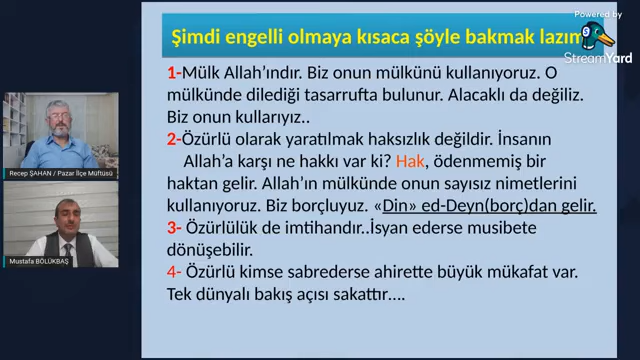 Powered by
StreamYard
Şimdi engelli olmaya kısaca şöyle bakmak lazım
1-Mülk Allah’ındır. Biz onun mülkünü kullanıyoruz. O
mülkünde dilediği tasarrufta bulunur. Alacaklı da değiliz.
Biz onun kullarıyız..
2-Özürlü olarak yaratılmak haksızlık değildir. İnsanın
Allah’a karşı ne hakkı var ki? Hak, ödenmemiş bir
haktan gelir. Allah’ın mülkünde onun sayısız nimetlerini
kullanıyoruz. Biz borçluyuz. «Din» ed-Deyn(borç)dan gelir.
3- Özürlülük de imtihandır..İsyan ederse musibete
dönüşebilir.
4- Özürlü kimse sabrederse ahirette büyük mükafat var.
Tek dünyalı bakış açısı sakattır....
Recep ŞAHAN / Pazar İlçe Müftüsü
Mustafa BÖLÜKBAŞ